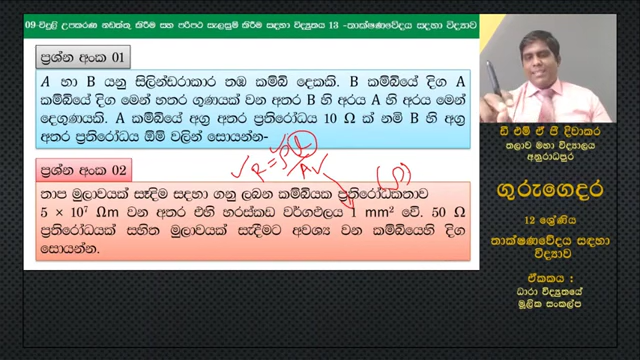 09-විදුලි උපකරණ නඩත්තු කිරීම සහ පරිපථ සැලසුම් කිරීම සඳහා විද්‍යුතය 13 -තාක්ෂණවේදය සඳහා විද්‍යාව
ප්‍රශ්න අංක 01
A හා B යනු සිලින්ඩරාකාර තඹ කම්බි දෙකකි. B කම්බියේ දිග A
කම්බියේ දිග මෙන් හතර ගුණයක් වන අතර B හි අරය A හි අරය මෙන්
දෙගුණයකි. A කම්බියේ අග්‍ර අතර ප්‍රතිරෝධය 10 Ω ක් නම් B හි අග්‍ර
අතර ප්‍රතිරෝධය ඕම් වලින් සොයන්න-
ප්‍රශ්න අංක 02
R = ρ l / A
(ρ)
තාප මූලාවයක් සෑදීම සඳහා ගනු ලබන කම්බියක ප්‍රතිරෝධකතාව
5 × 10⁷ Ωm වන අතර එහි හරස්කඩ වර්ගඵලය 1 mm² වේ. 50 Ω
ප්‍රතිරෝධයක් සහිත මූලාවයක් සෑදීමට අවශ්‍ය වන කම්බියෙහි දිග
සොයන්න.
ඩී එම් ඒ ජී දිවාකර
තලාව මහා විද්‍යාලය
අනුරාධපුර
ගුරුගෙදර
12 ශ්‍රේණිය
තාක්ෂණවේදය සඳහා
විද්‍යාව
ඒකකය :
ධාරා විද්‍යුතයේ
මූලික සංකල්ප